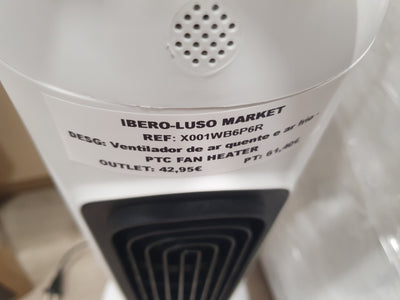 IBERO-LUSO MARKET
REF: X001WB6P6R
DESG: Ventilador de ar quente e ar frio -
PTC FAN HEATER
OUTLET: 42,95€ PT: 61,40€